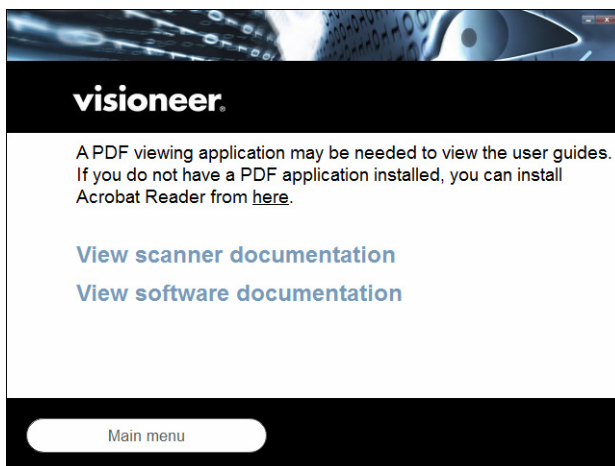 visioneer®
A PDF viewing application may be needed to view the user guides.
If you do not have a PDF application installed, you can install
Acrobat Reader from here.
View scanner documentation
View software documentation
Main menu